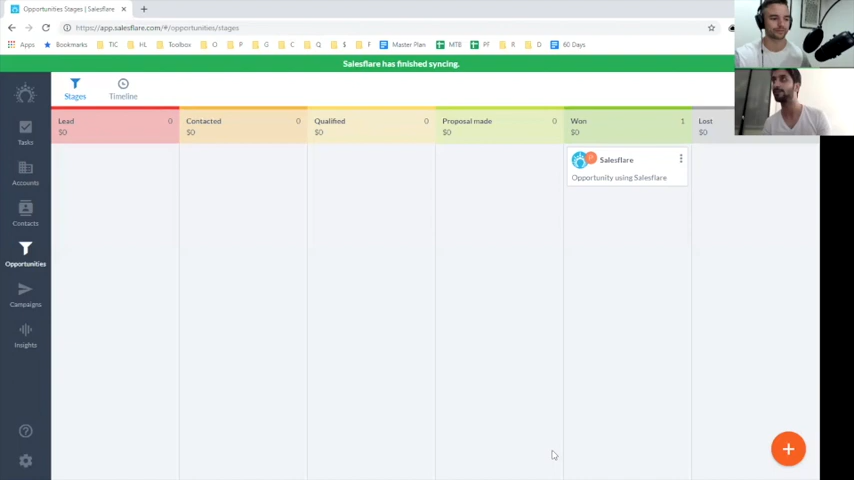 Opportunities Stages | Salesflare
https://app.salesflare.com/#/opportunities/stages
Apps Bookmarks TIC HL Toolbox O P G C Q $ F Master Plan MTB PF R D 60 Days
Salesflare has finished syncing.
Stages Timeline
Tasks
Accounts
Contacts
Opportunities
Campaigns
Insights
Lead 0
$0
Contacted 0
$0
Qualified 0
$0
Proposal made 0
$0
Won 1
$0
Lost
$0
Salesflare
Opportunity using Salesflare